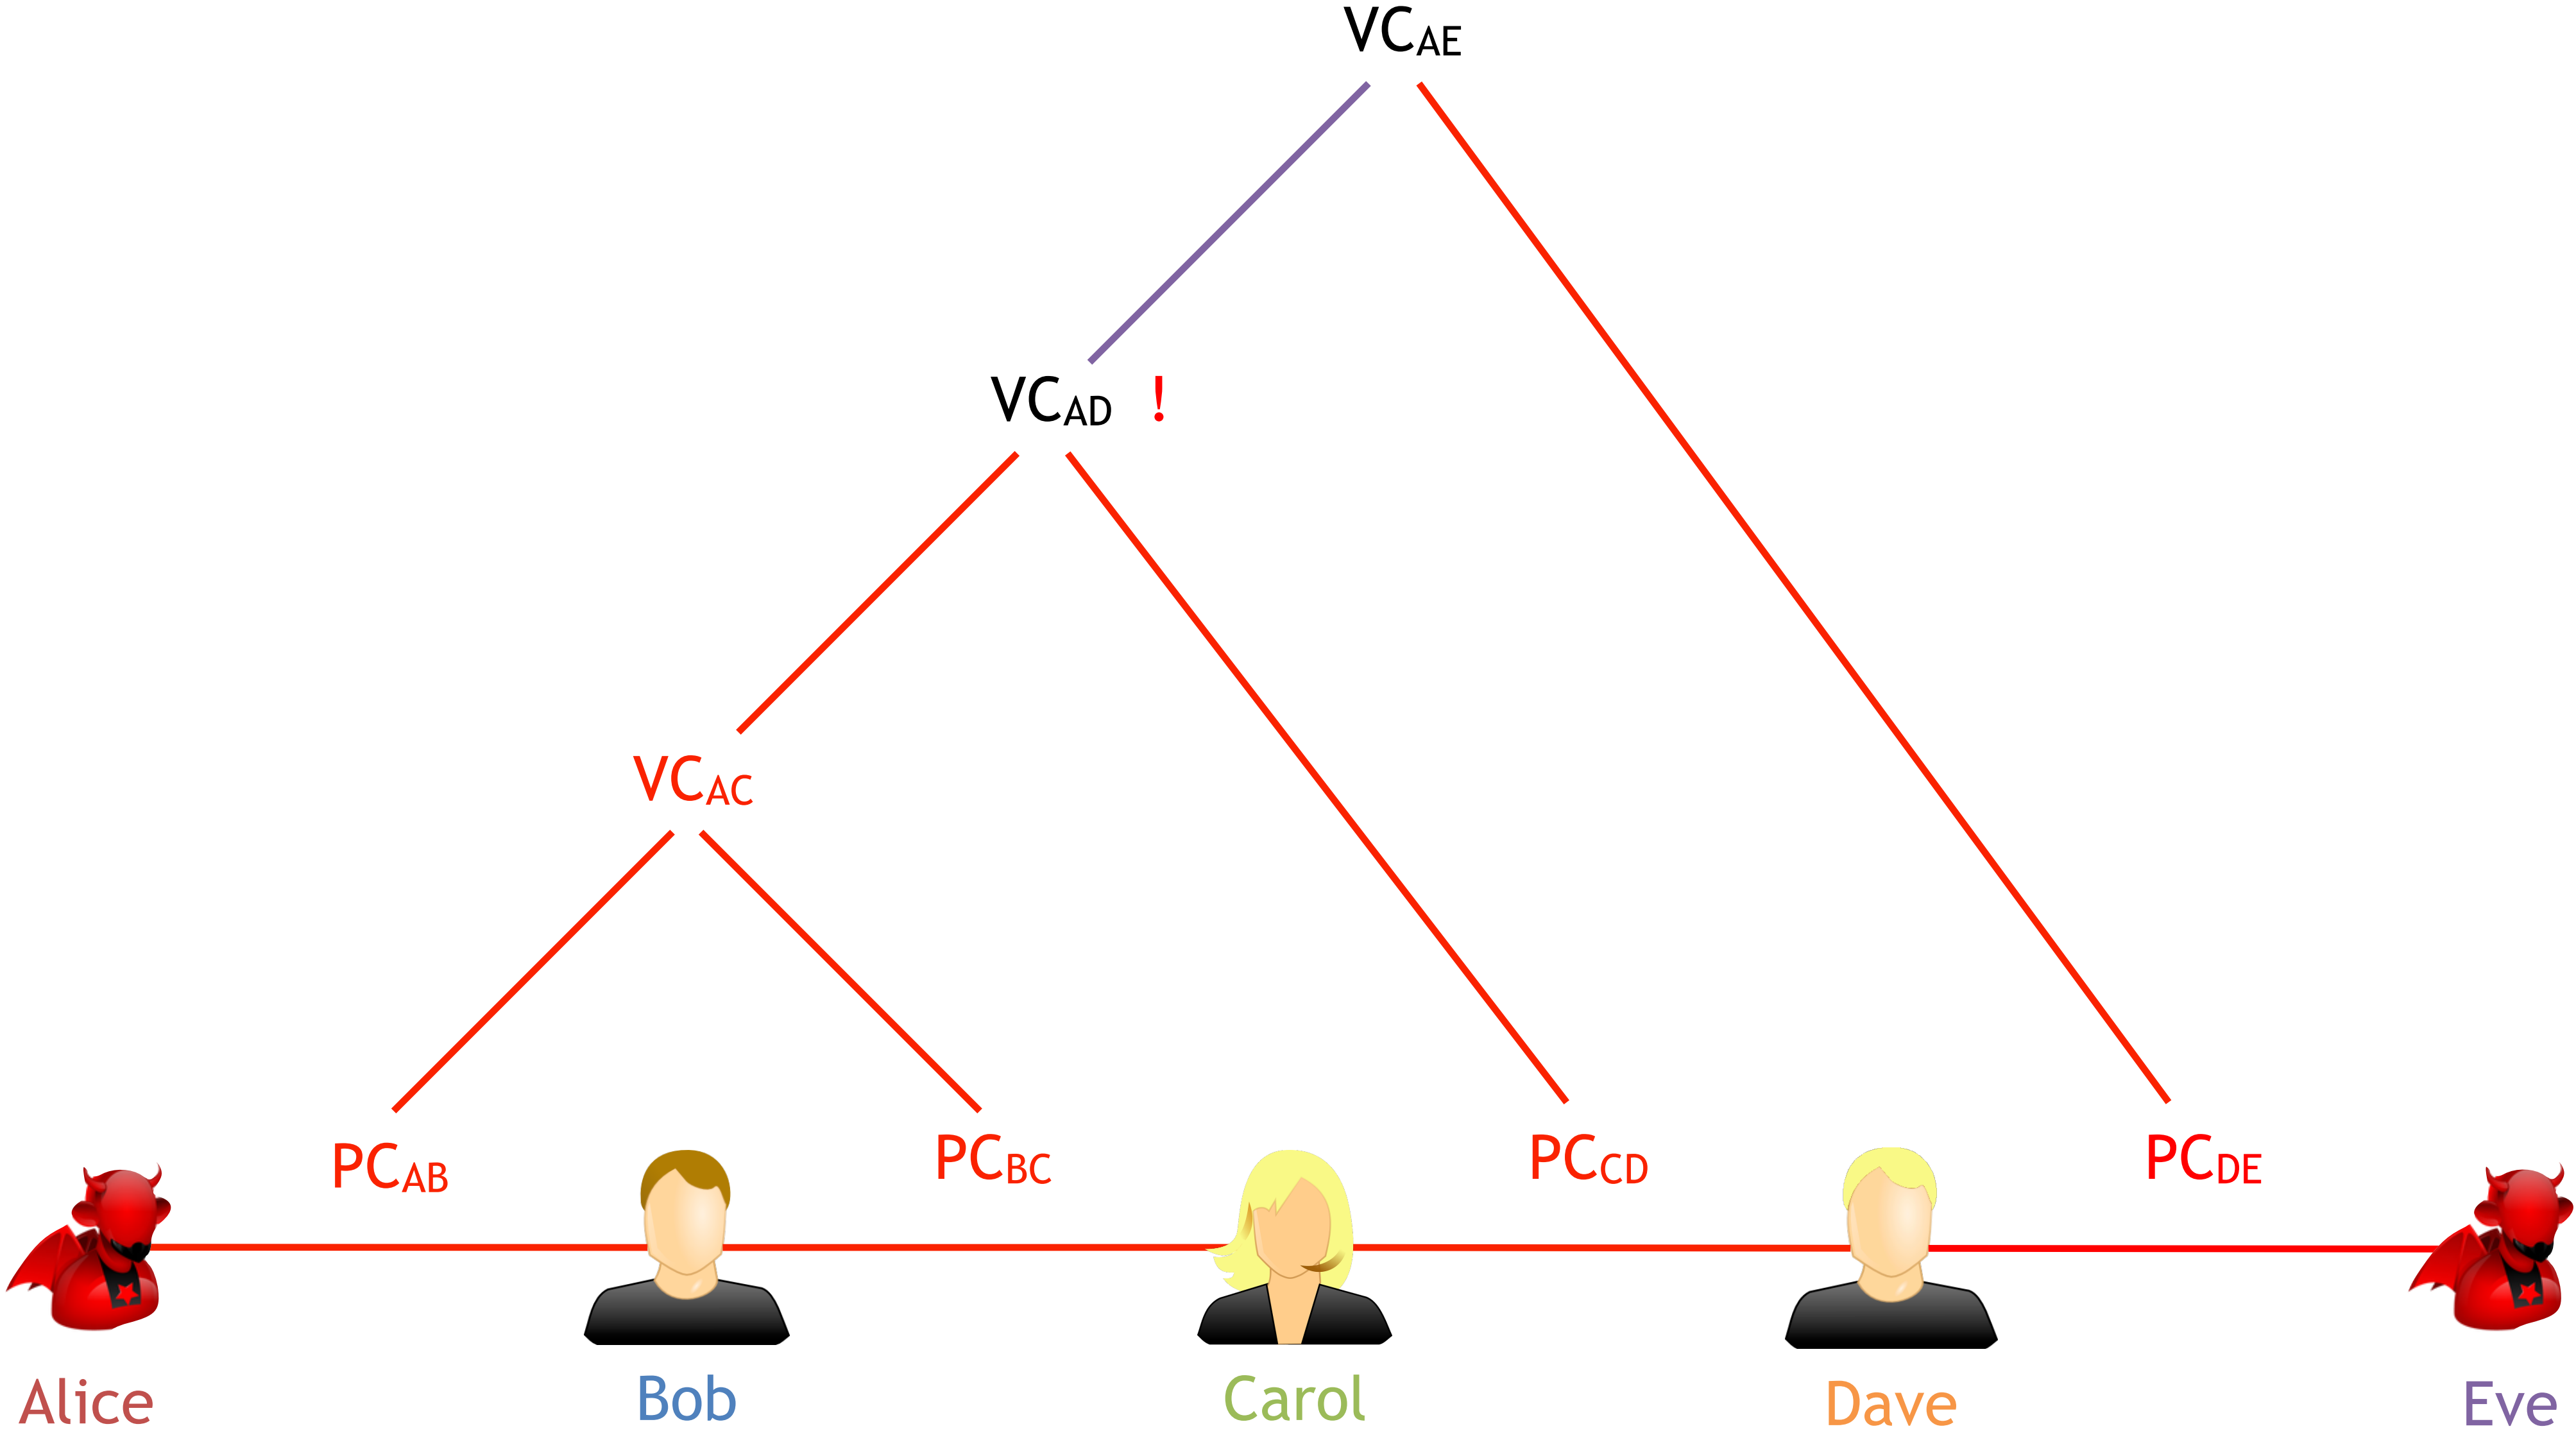 VCAE
VCAD !
VCAC
PCAB
PCBC
PCCD
PCDE
Alice
Bob
Carol
Dave
Eve